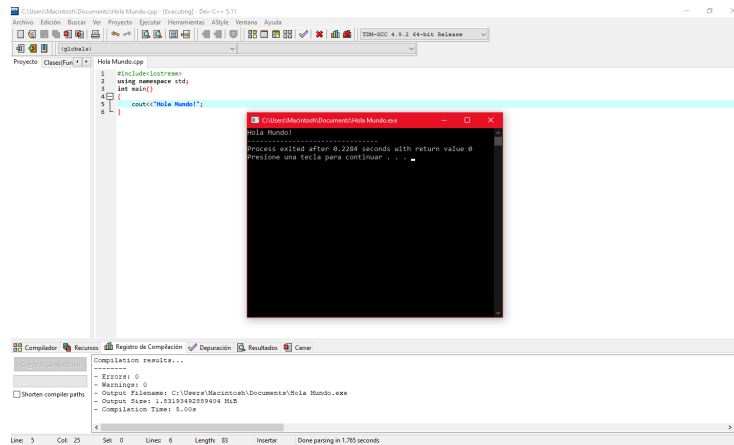 C:\Users\Macintosh\Documents\Hola Mundo.cpp - [Executing] - Dev-C++ 5.11
Archivo Edición Buscar Ver Proyecto Ejecutar Herramientas AStyle Ventana Ayuda
TDM-GCC 4.9.2 64-bit Release
(globals)
Proyecto Clases(Fun Hola Mundo.cpp
1 #include<iostream>
2 using namespace std;
3 int main()
4 {
5 cout<<"Hola Mundo!";
6 }
C:\Users\Macintosh\Documents\Hola Mundo.exe
Hola Mundo!
--------------------------------
Process exited after 0.2284 seconds with return value 0
Presione una tecla para continuar . . .
Compilador Recursos Registro de Compilación Depuración Resultados Cerrar
Compilation results...
--------
- Errors: 0
- Warnings: 0
- Output Filename: C:\Users\Macintosh\Documents\Hola Mundo.exe
- Output Size: 1.83193492889404 MiB
- Compilation Time: 5.00s
Shorten compiler paths
Line: 5 Col: 25 Sel: 0 Lines: 6 Length: 83 Insertar Done parsing in 1.765 seconds